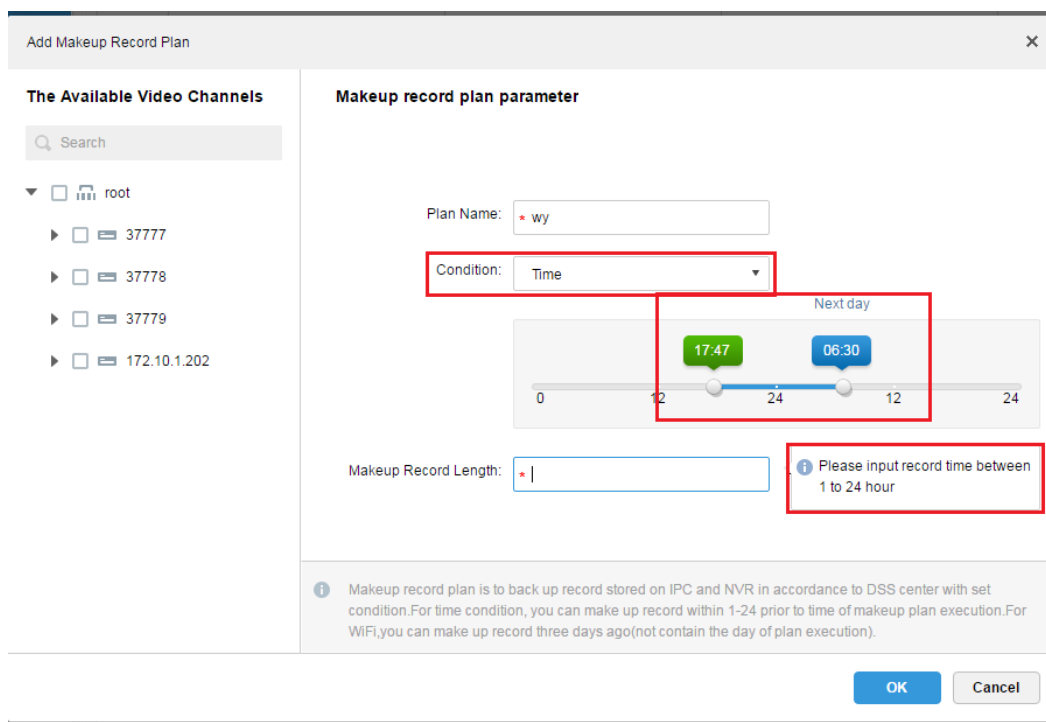 Add Makeup Record Plan
The Available Video Channels
Search
root
37777
37778
37779
172.10.1.202
Makeup record plan parameter
Plan Name: * wy
Condition: Time
Next day
17:47 06:30
0 12 24 12 24
Makeup Record Length: *
Please input record time between
1 to 24 hour
Makeup record plan is to back up record stored on IPC and NVR in accordance to DSS center with set
condition.For time condition, you can make up record within 1-24 prior to time of makeup plan execution.For
WiFi,you can make up record three days ago(not contain the day of plan execution).
OK Cancel